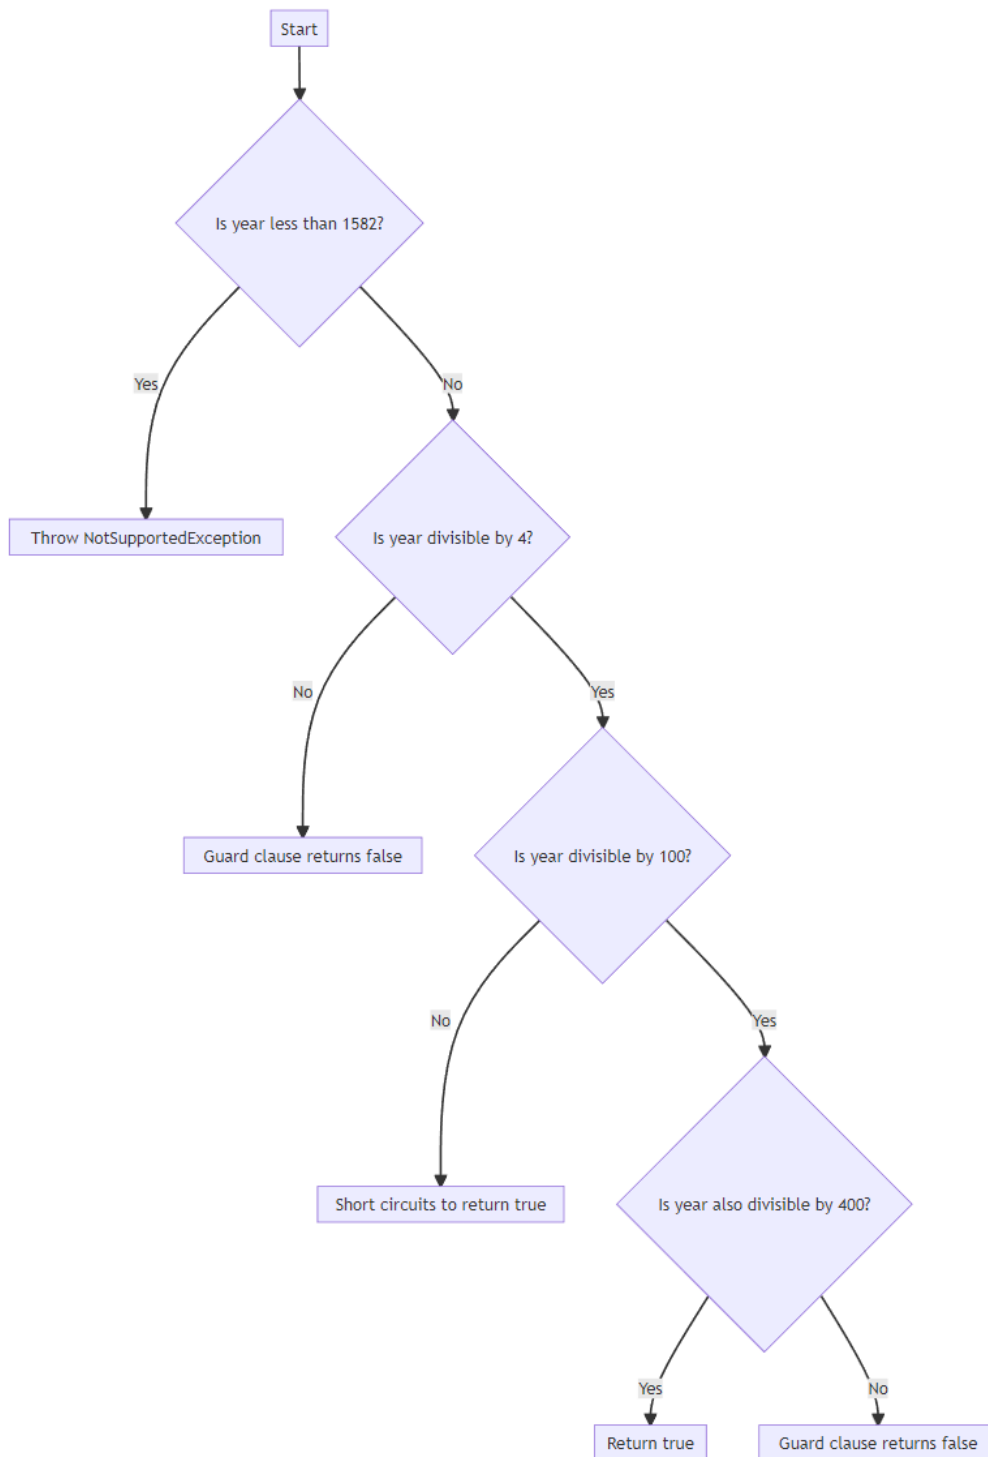 Start
Is year less than 1582?
Yes
No
Throw NotSupportedException
Is year divisible by 4?
No
Yes
Guard clause returns false
Is year divisible by 100?
No
Yes
Short circuits to return true
Is year also divisible by 400?
Yes
No
Return true
Guard clause returns false